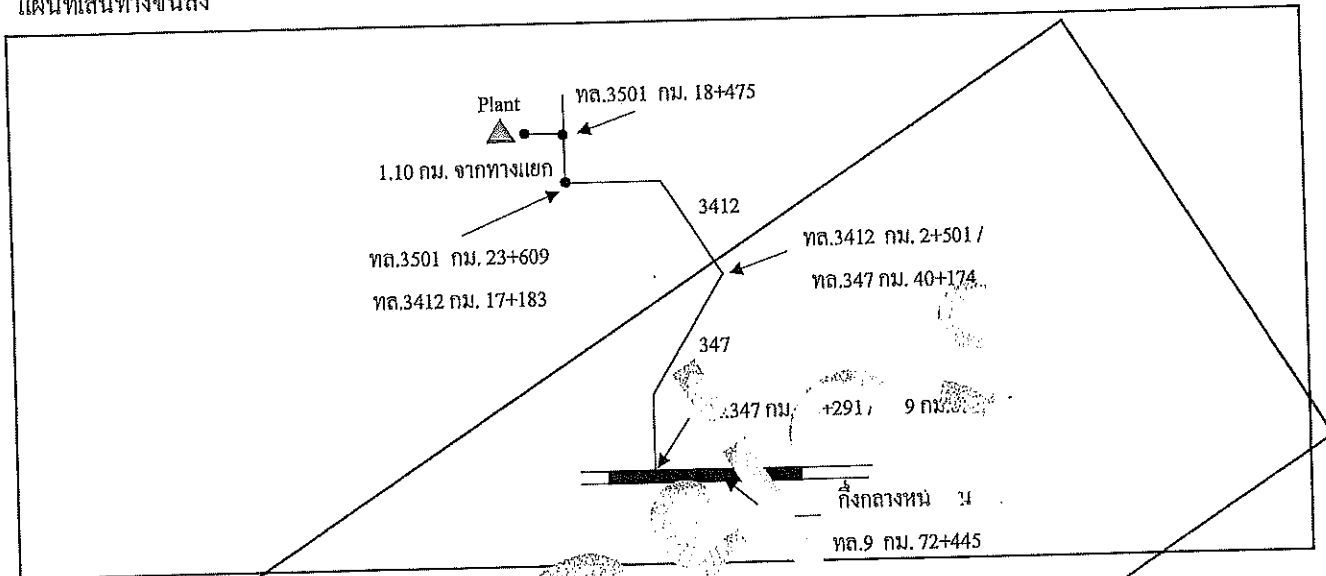 แผนที่เส้นทางขนส่ง
Plant
ทล.3501 กม. 18+475
1.10 กม. จากทางแยก
3412
ทล.3501 กม. 23+609
ทล.3412 กม. 17+183
ทล.3412 กม. 2+501 /
ทล.347 กม. 40+174
347
.347 กม. +291 / 9 กม.
กึ่งกลางหน้
ทล.9 กม. 72+445